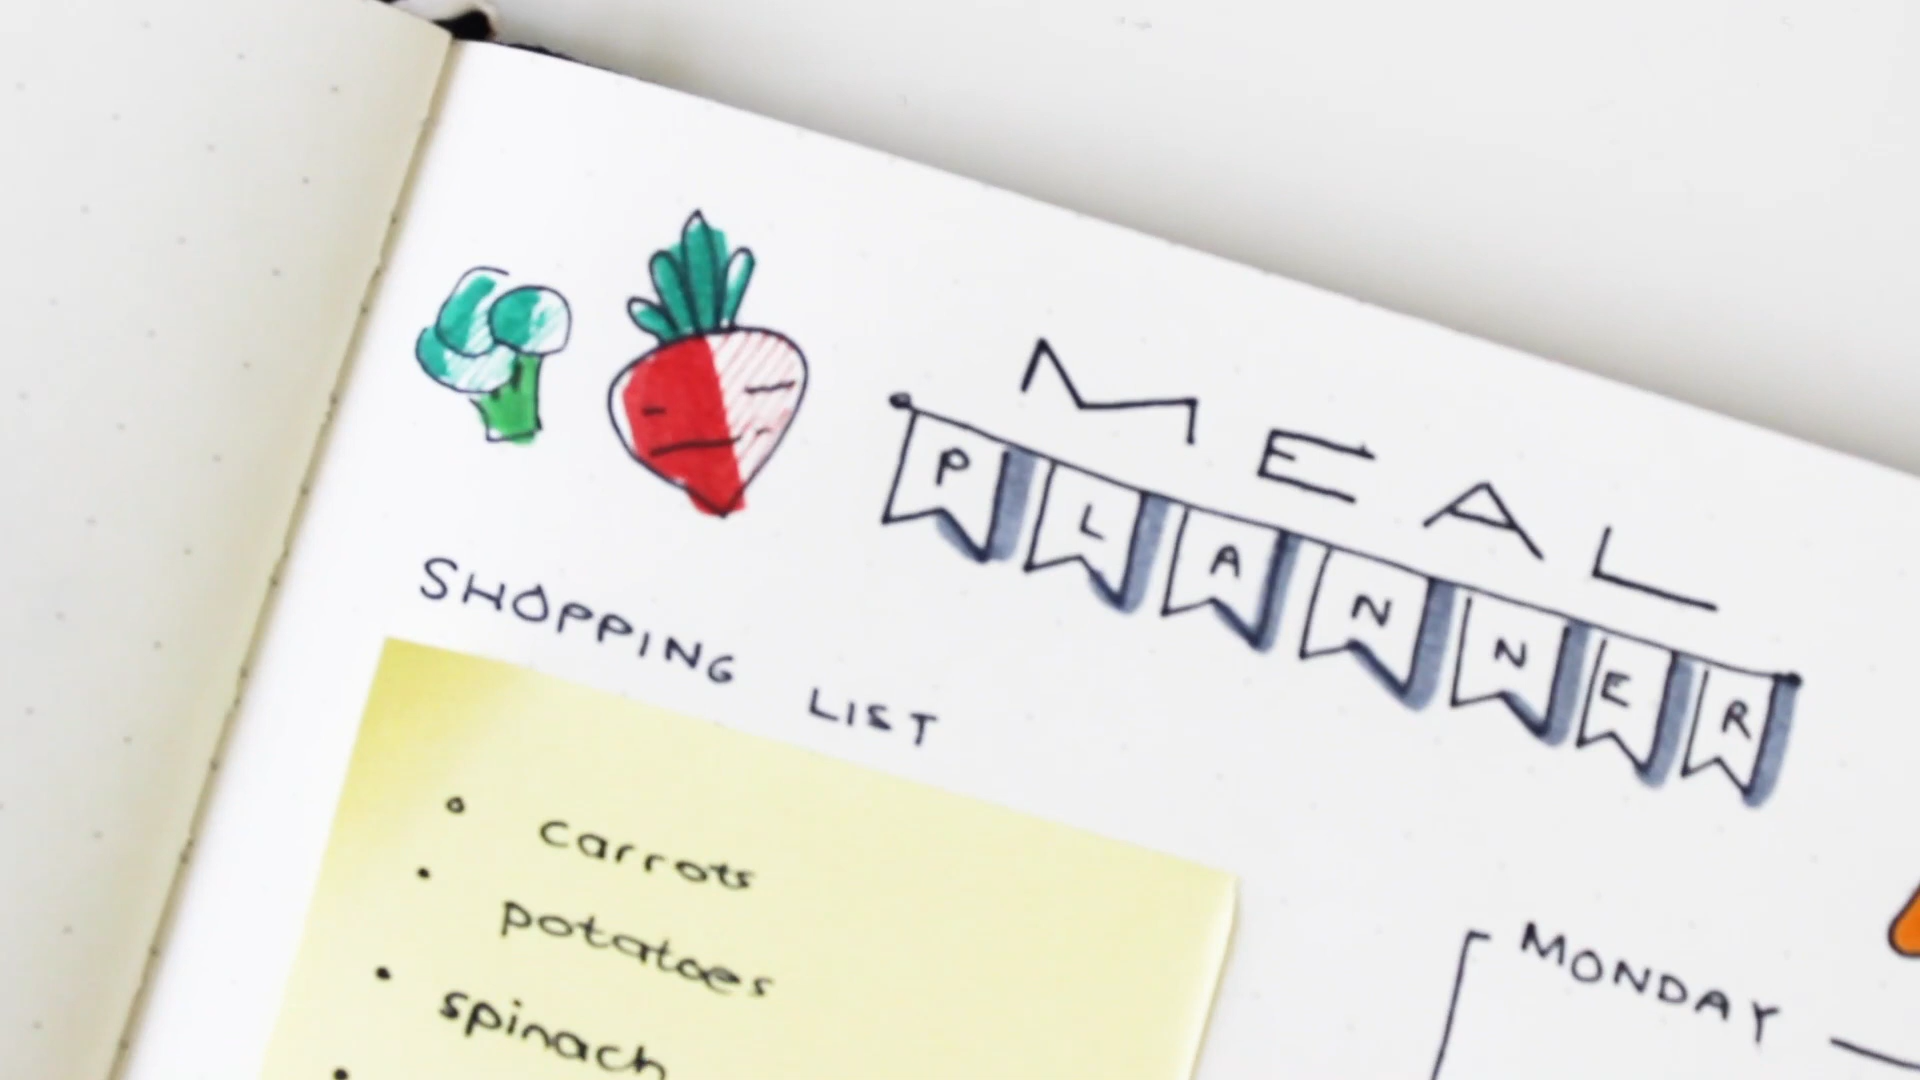 MEAL
PLANNER
SHOPPING LIST
• carrots
• potatoes
• spinach
•
MONDAY